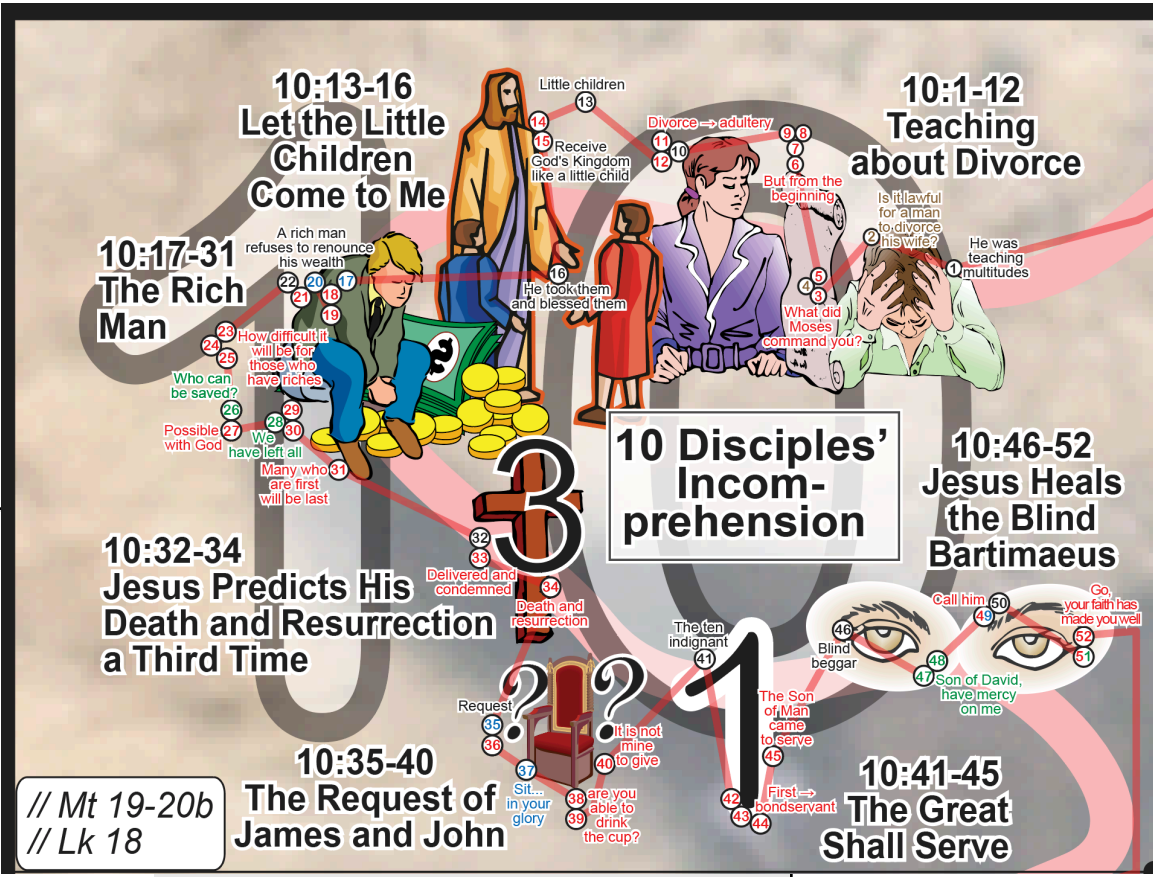 10:13-16
Let the Little
Children
Come to Me
Little children
13
14
15
Receive
God's Kingdom
like a little child
16
He took them
and blessed them
10:1-12
Teaching
about Divorce
He was
teaching
multitudes
1
Is it lawful
for a man
to divorce
his wife?
2
5
4
3
What did
Moses
command you?
But from the
beginning
6
7
9 8
Divorce → adultery
11
10
12
10:17-31
The Rich
Man
A rich man
refuses to renounce
his wealth
22 20 17
21 18
19
23
24
25
How difficult it
will be for
those who
have riches
Who can
be saved?
26
27
Possible
with God
28
We
have left all
29
30
Many who
are first
will be last
31
$
10 Disciples’
Incom-
prehension
10:32-34
Jesus Predicts His
Death and Resurrection
a Third Time
3
32
33
Delivered and
condemned
34
Death and
resurrection
10:35-40
The Request of
James and John
Request
35
36
? ?
37
Sit...
in your
glory
38
39
are you
able to
drink
the cup?
40
It is not
mine
to give
10:41-45
The Great
Shall Serve
The ten
indignant
41
1
42
43
44
First →
bondservant
45
The Son
of Man
came
to serve
10:46-52
Jesus Heals
the Blind
Bartimaeus
46
Blind
beggar
48
47
Son of David,
have mercy
on me
Call him
50
49
Go,
your faith has
made you well
52
51
// Mt 19-20b
// Lk 18
10